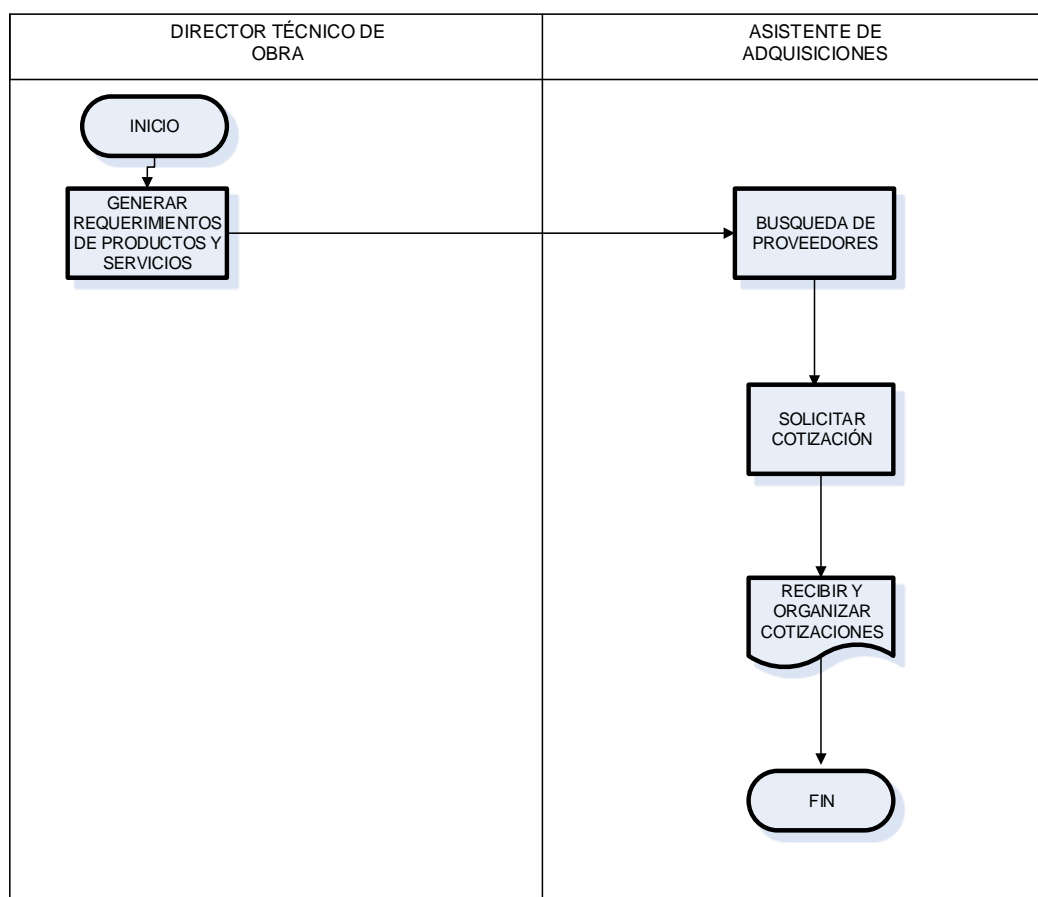 DIRECTOR TÉCNICO DE
OBRA
ASISTENTE DE
ADQUISICIONES
INICIO
GENERAR
REQUERIMIENTOS
DE PRODUCTOS Y
SERVICIOS
BUSQUEDA DE
PROVEEDORES
SOLICITAR
COTIZACIÓN
RECIBIR Y
ORGANIZAR
COTIZACIONES
FIN